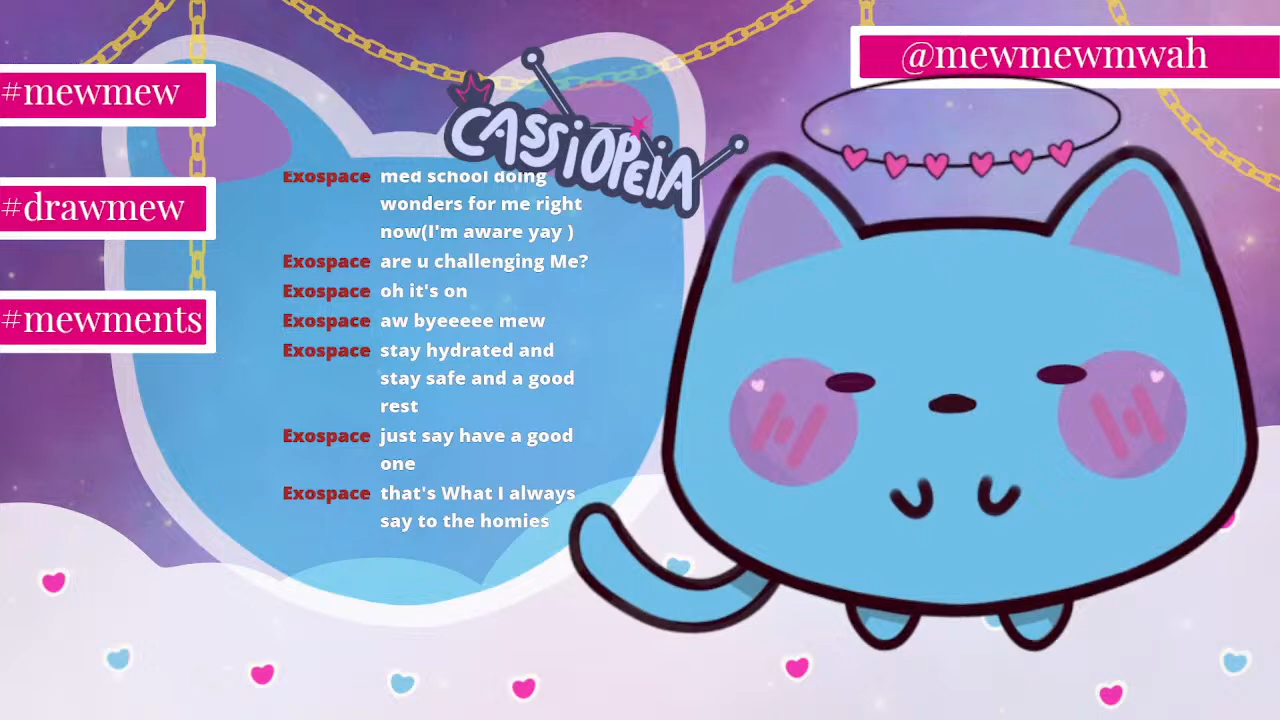 @mewmewmwah
#mewmew
#drawmew
#mewments
CASSIOPEIA
Exospace med school doing
wonders for me right
now(I'm aware yay )
Exospace are u challenging Me?
Exospace oh it's on
Exospace aw byeeeee mew
Exospace stay hydrated and
stay safe and a good
rest
Exospace just say have a good
one
Exospace that's What I always
say to the homies